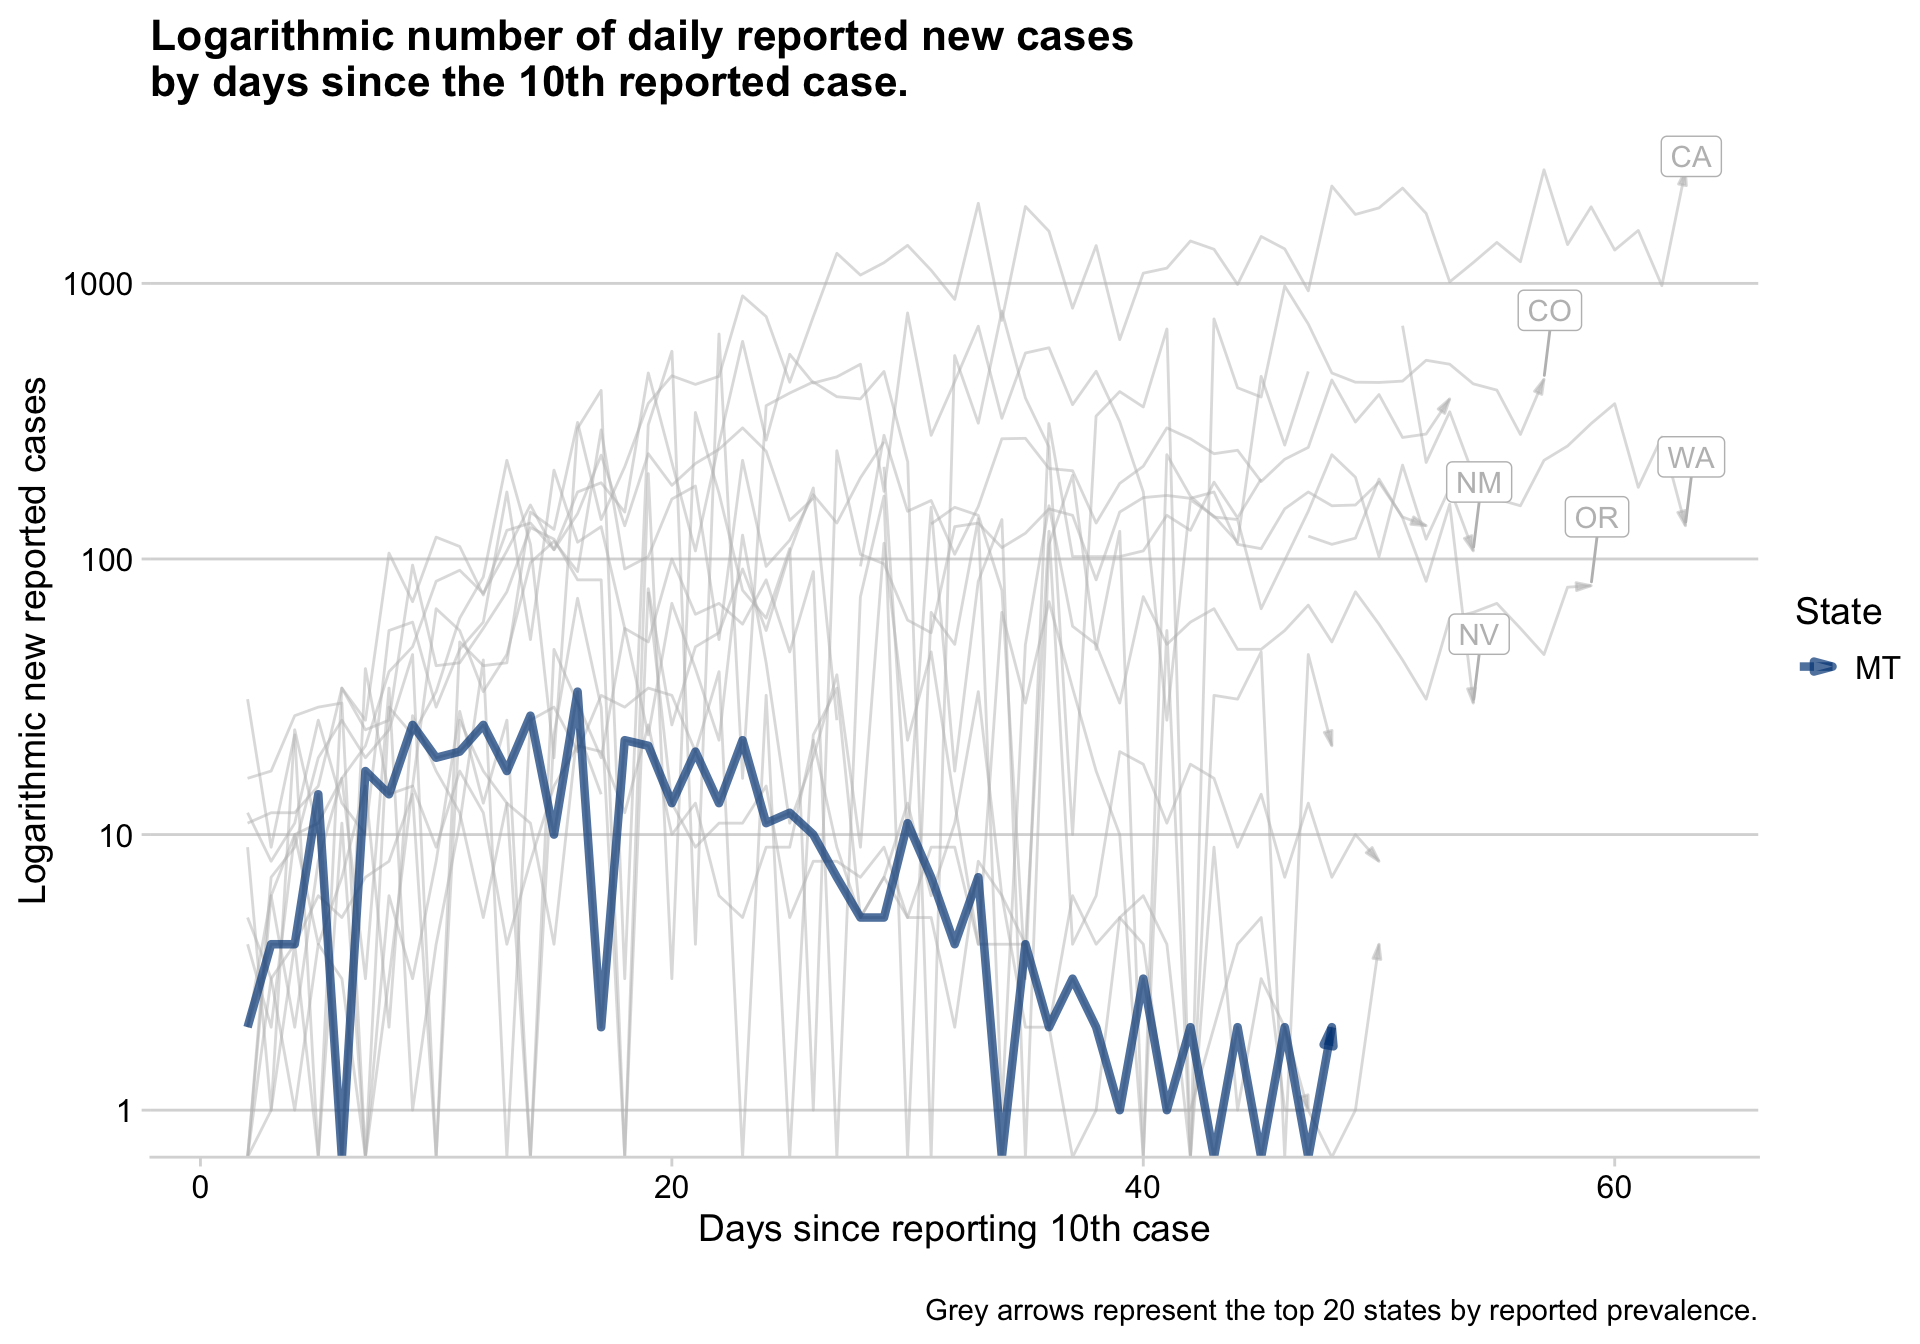 Logarithmic number of daily reported new cases
by days since the 10th reported case.
CA
1000
CO
WA
NM
OR
100
NV
State
MT
10
1
Logarithmic new reported cases
0 20 40 60
Days since reporting 10th case
Grey arrows represent the top 20 states by reported prevalence.